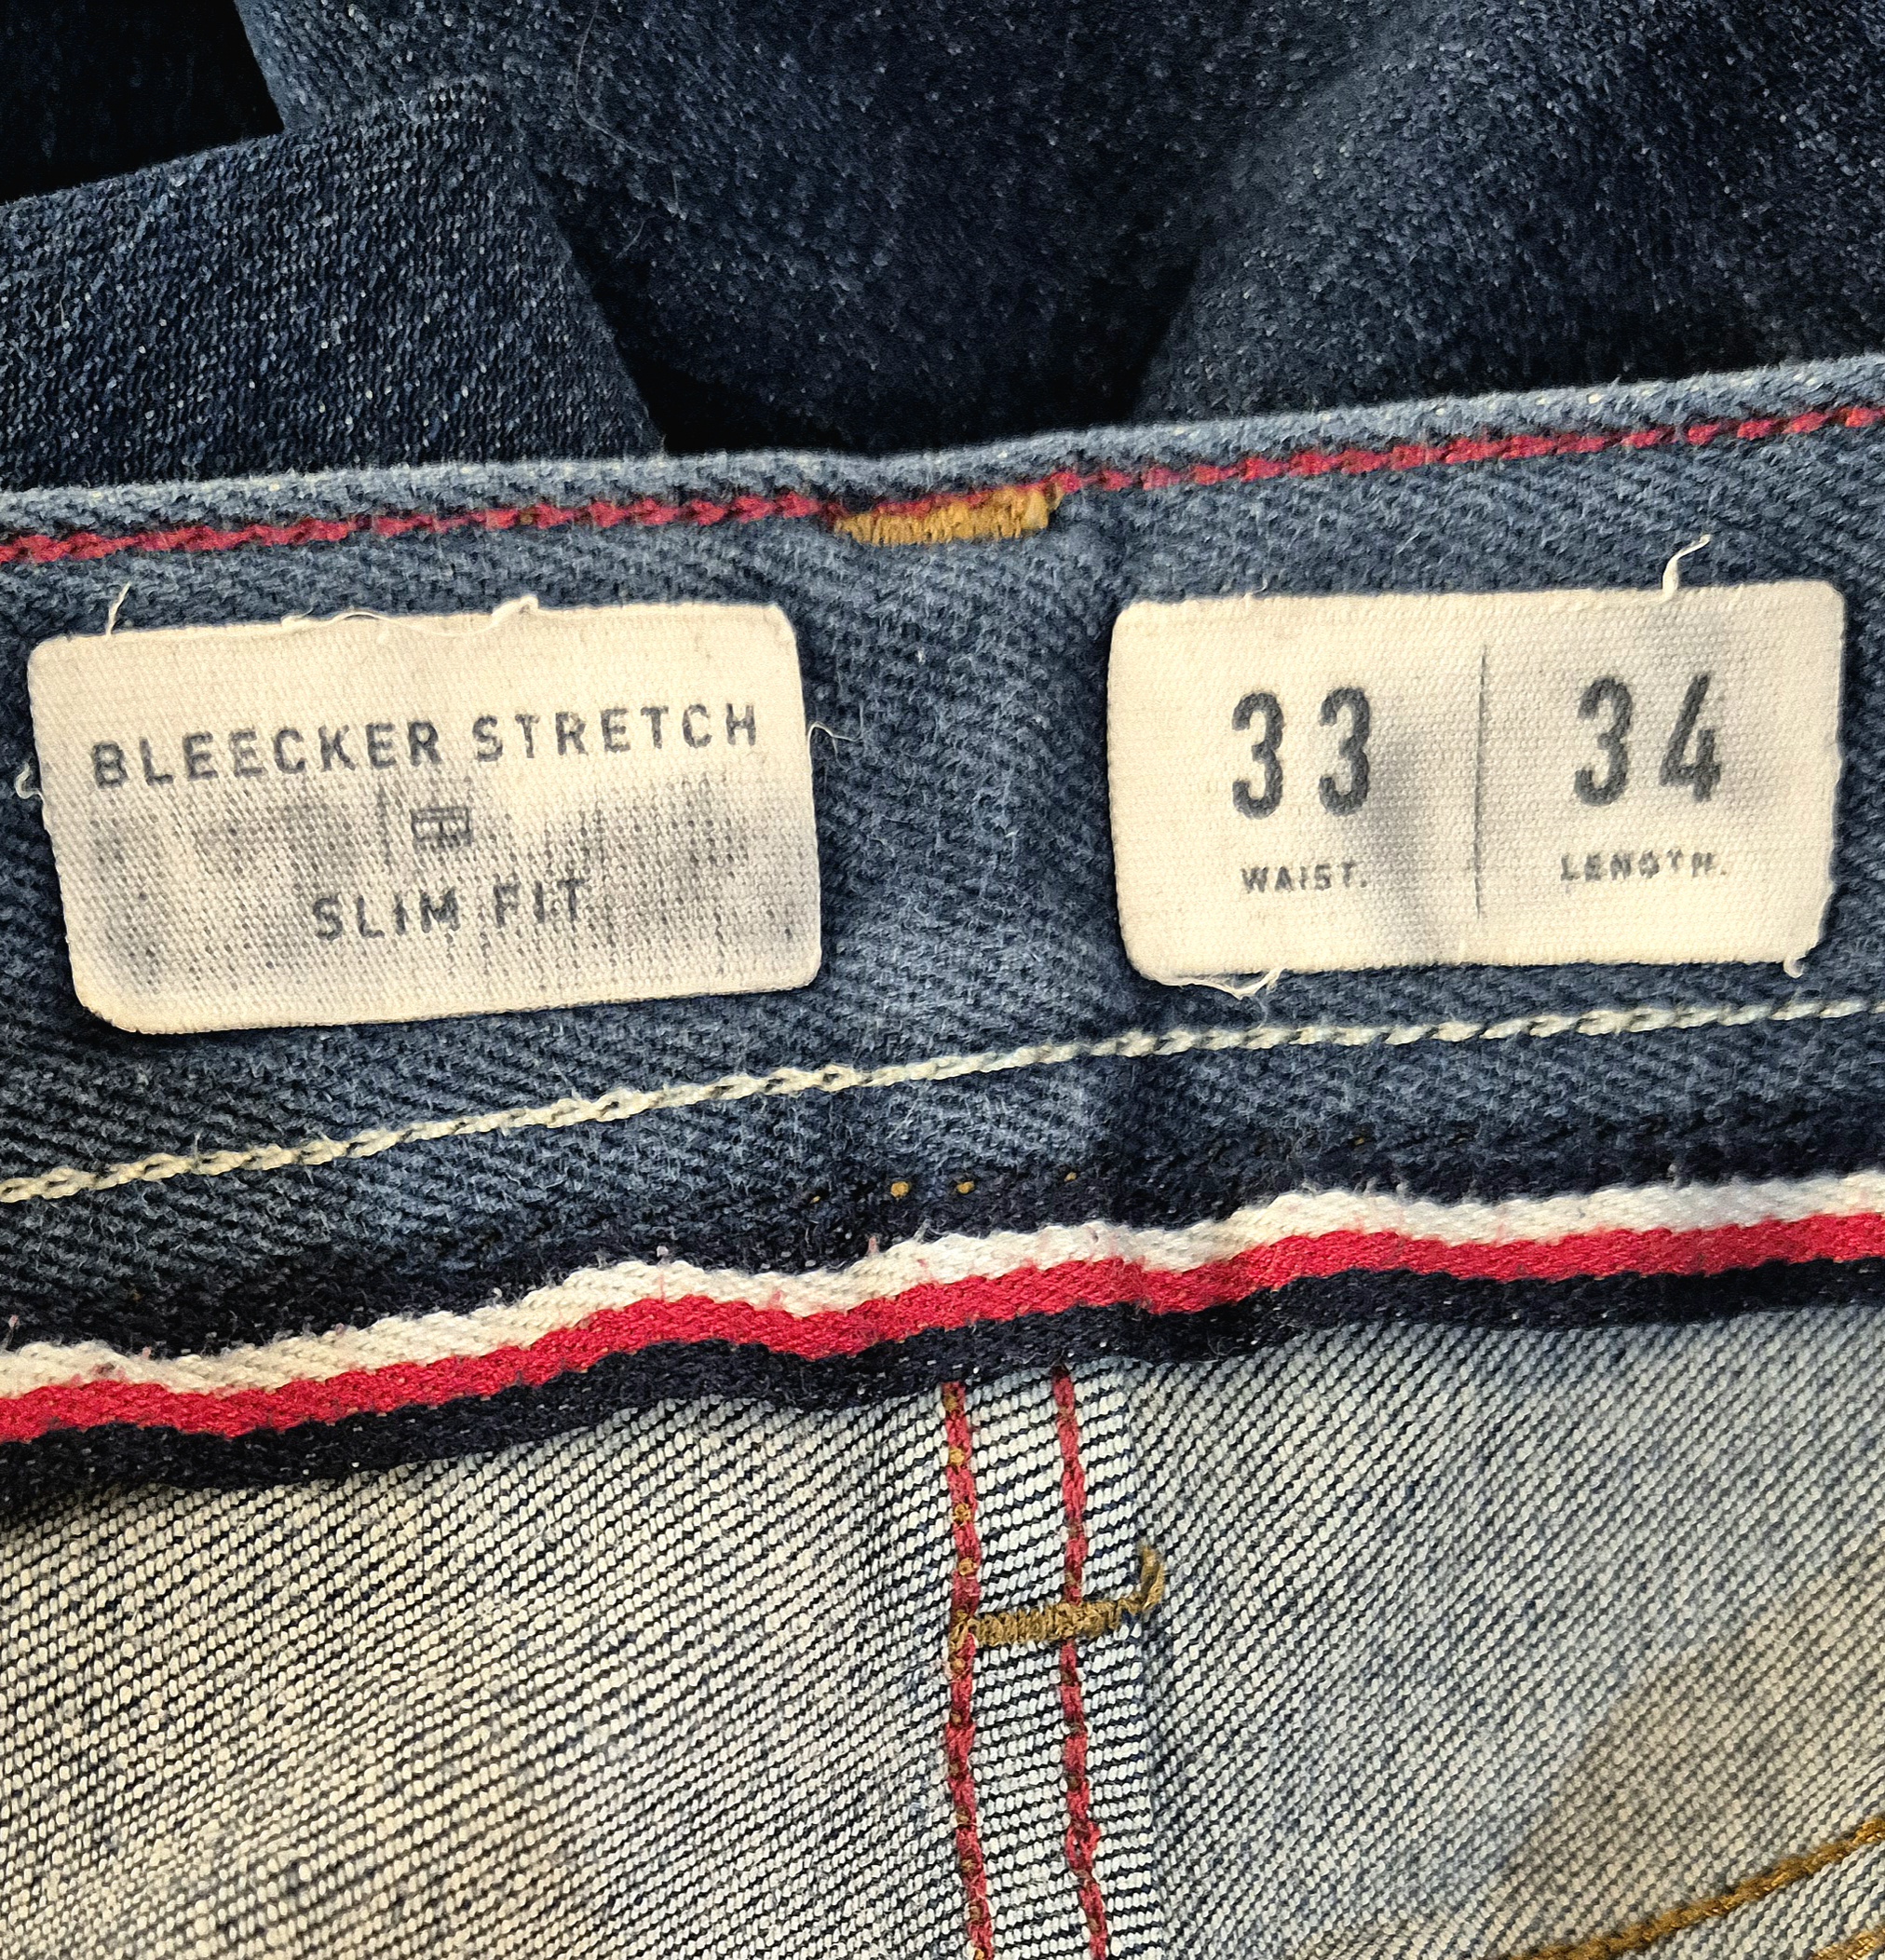 BLEECKER STRETCH
SLIM FIT
33 34
WAIST. LENGTH.